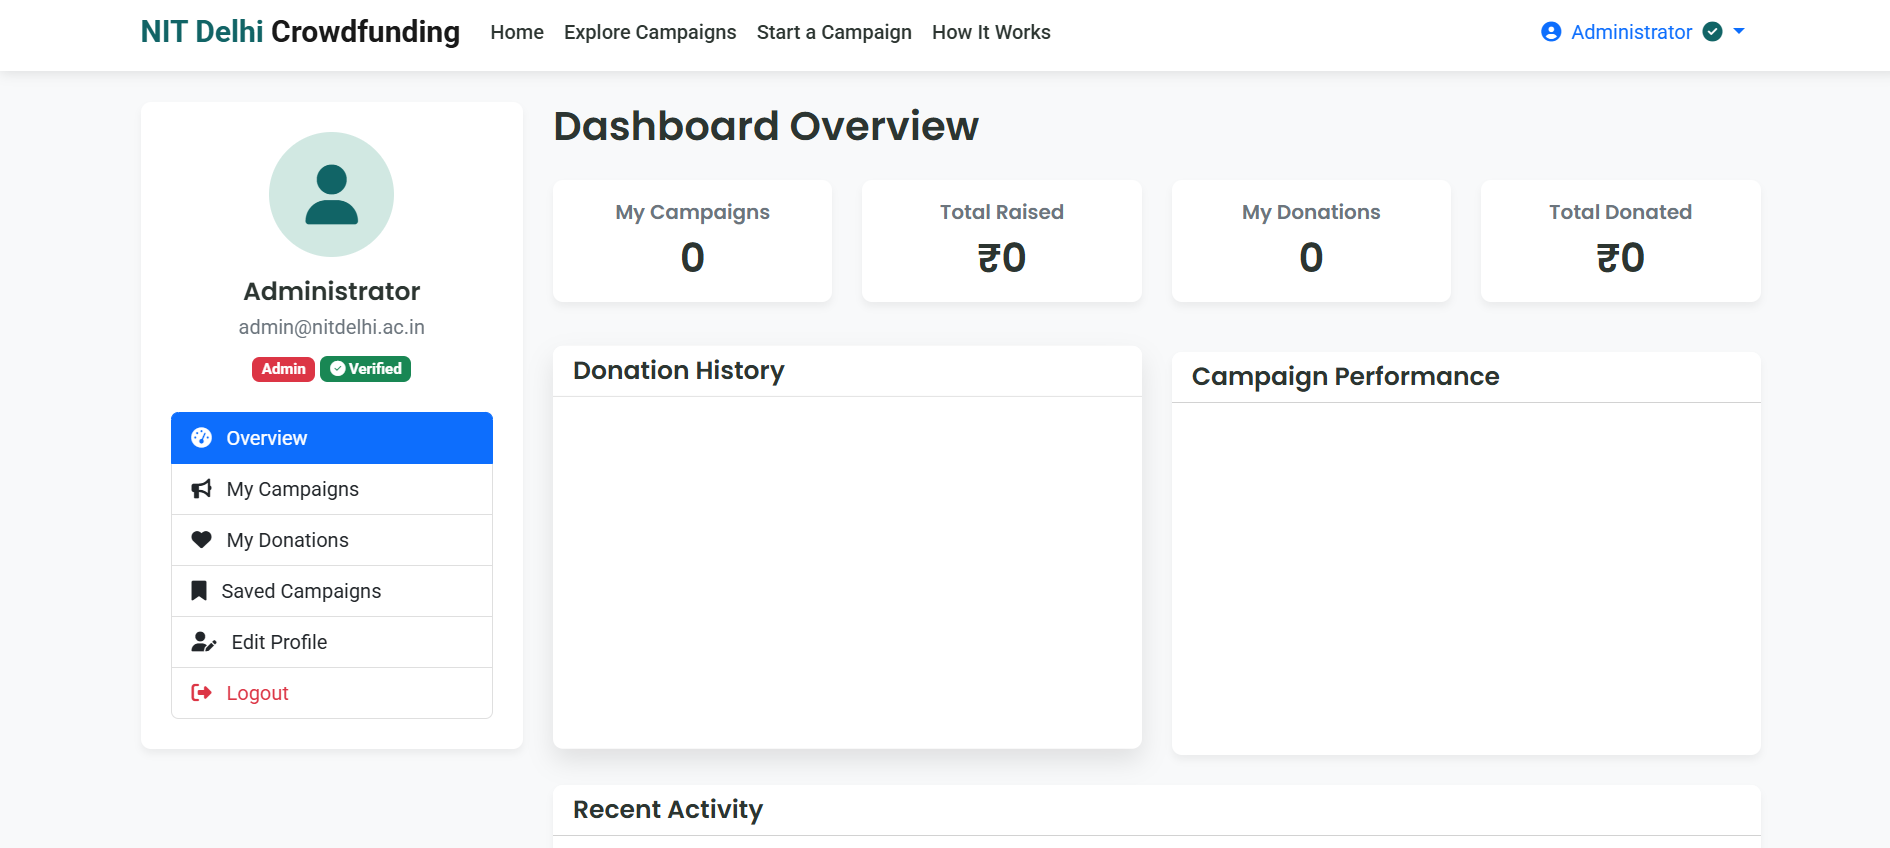 NIT Delhi Crowdfunding
Home
Explore Campaigns
Start a Campaign
How It Works
Administrator
Administrator
admin@nitdelhi.ac.in
Admin
Verified
Overview
My Campaigns
My Donations
Saved Campaigns
Edit Profile
Logout
Dashboard Overview
My Campaigns
0
Total Raised
₹0
My Donations
0
Total Donated
₹0
Donation History
Campaign Performance
Recent Activity